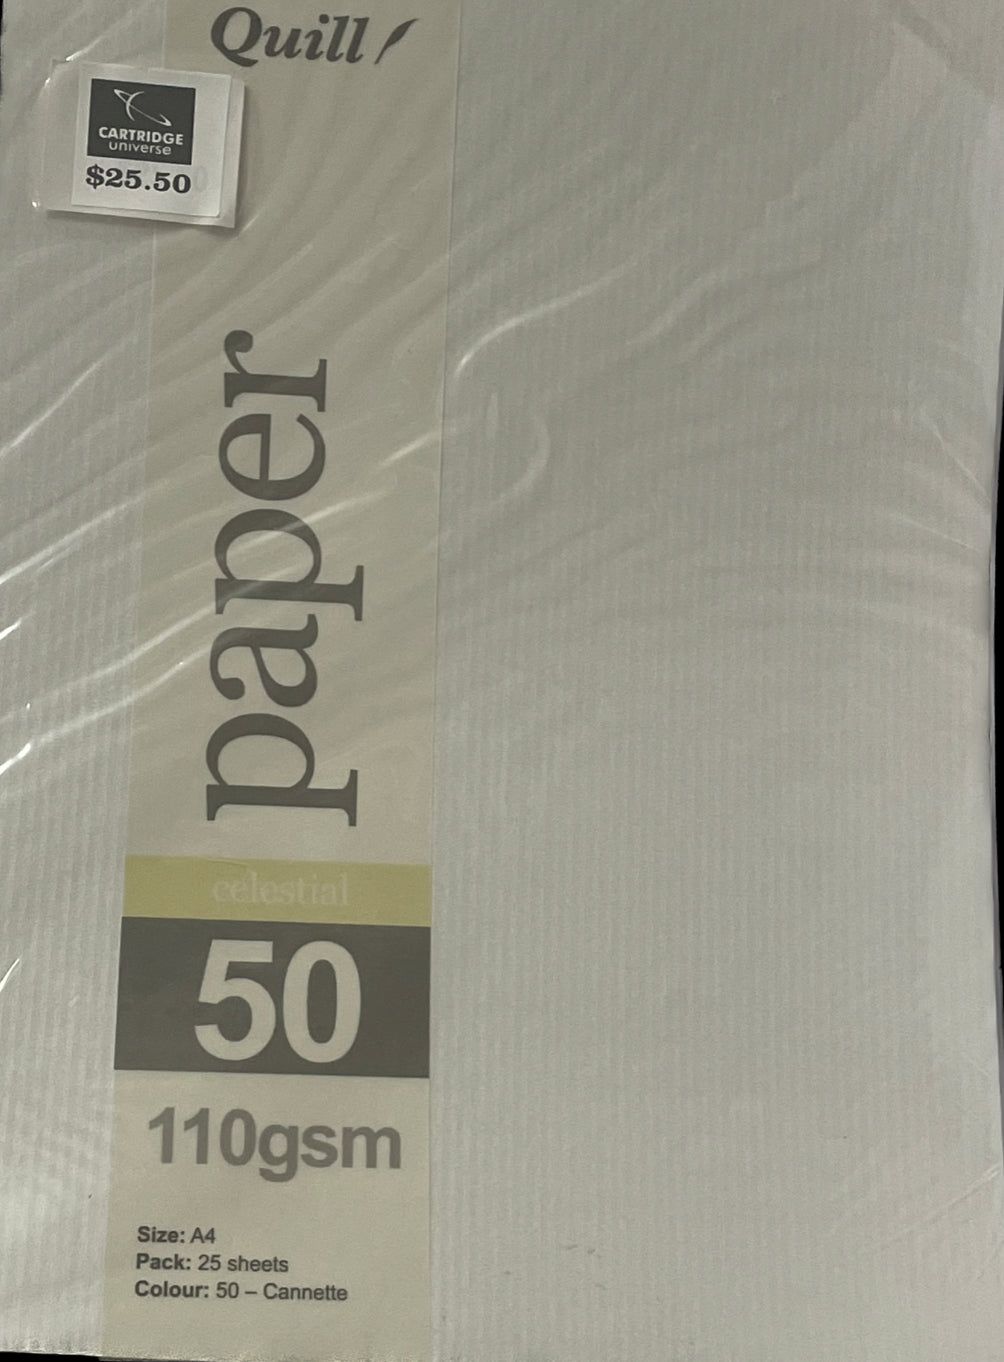 Quill
CARTRIDGE
universe
$25.50
paper
celestial
50
110gsm
Size: A4
Pack: 25 sheets
Colour: 50 – Cannette